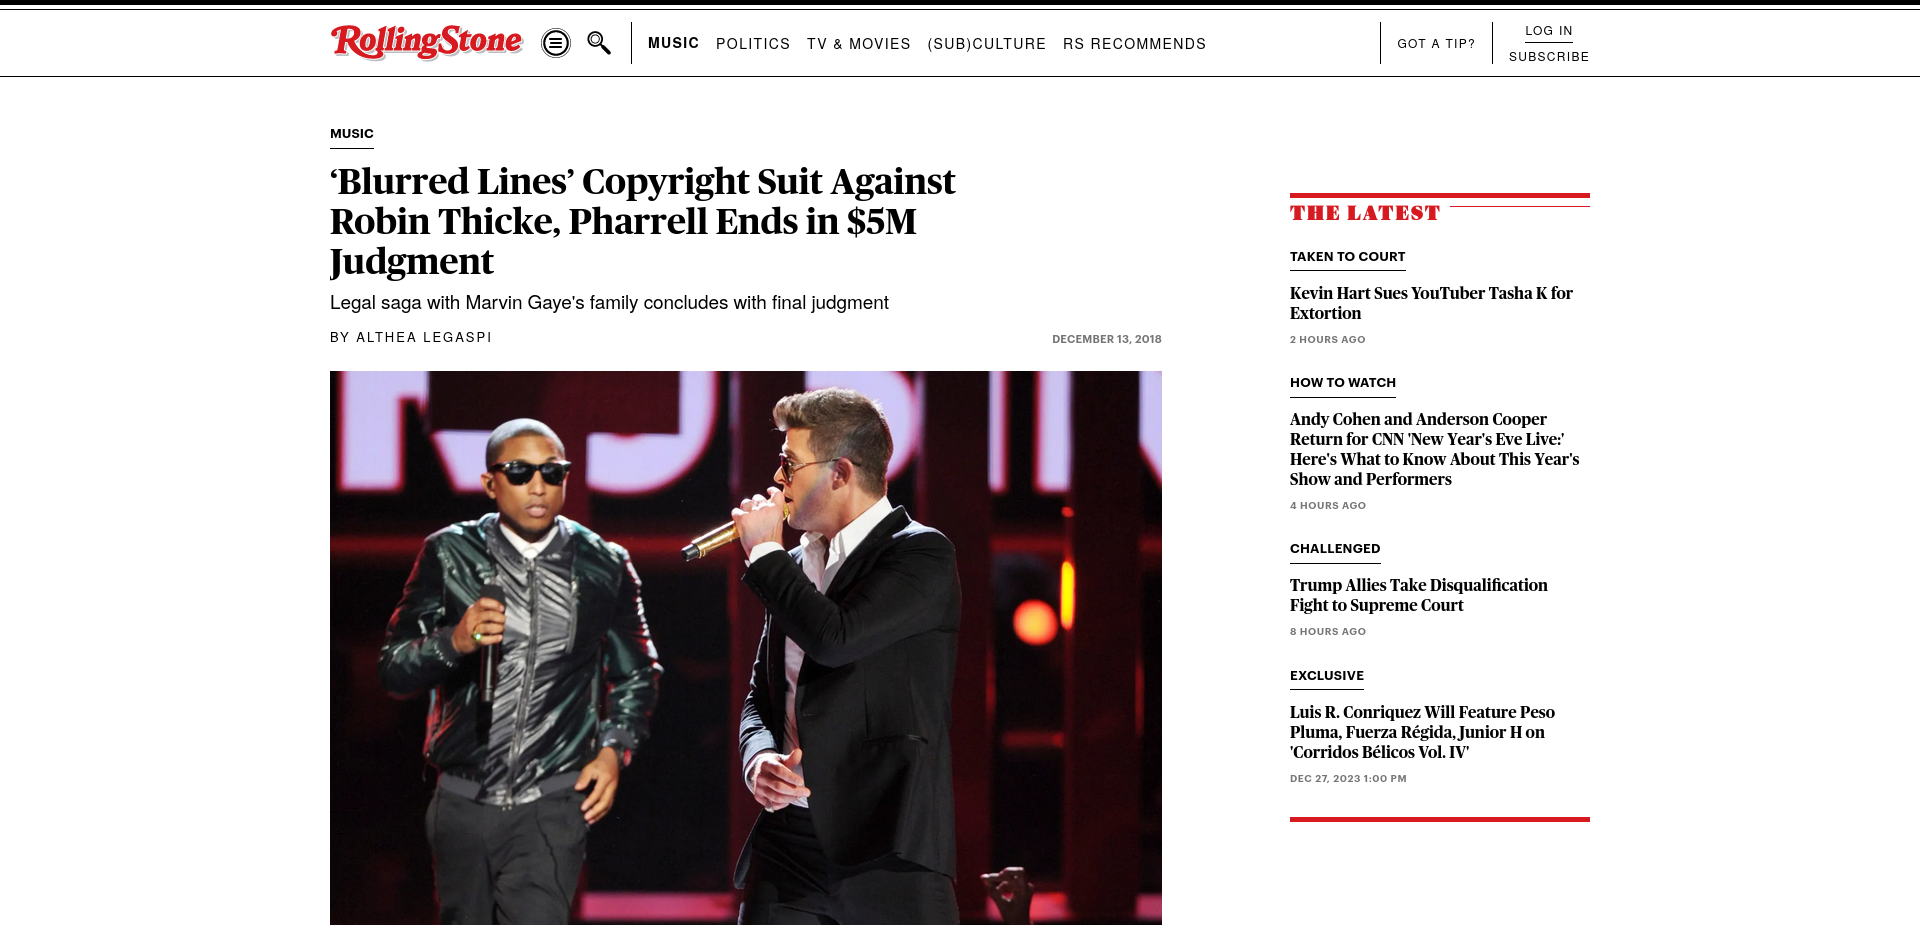 RollingStone
MUSIC
POLITICS
TV & MOVIES
(SUB)CULTURE
RS RECOMMENDS
GOT A TIP?
LOG IN
SUBSCRIBE
MUSIC
‘Blurred Lines’ Copyright Suit Against
Robin Thicke, Pharrell Ends in $5M
Judgment
Legal saga with Marvin Gaye's family concludes with final judgment
BY ALTHEA LEGASPI
DECEMBER 13, 2018
THE LATEST
TAKEN TO COURT
Kevin Hart Sues YouTuber Tasha K for
Extortion
2 HOURS AGO
HOW TO WATCH
Andy Cohen and Anderson Cooper
Return for CNN 'New Year's Eve Live:'
Here's What to Know About This Year's
Show and Performers
4 HOURS AGO
CHALLENGED
Trump Allies Take Disqualification
Fight to Supreme Court
8 HOURS AGO
EXCLUSIVE
Luis R. Conriquez Will Feature Peso
Pluma, Fuerza Régida, Junior H on
'Corridos Bélicos Vol. IV'
DEC 27, 2023 1:00 PM